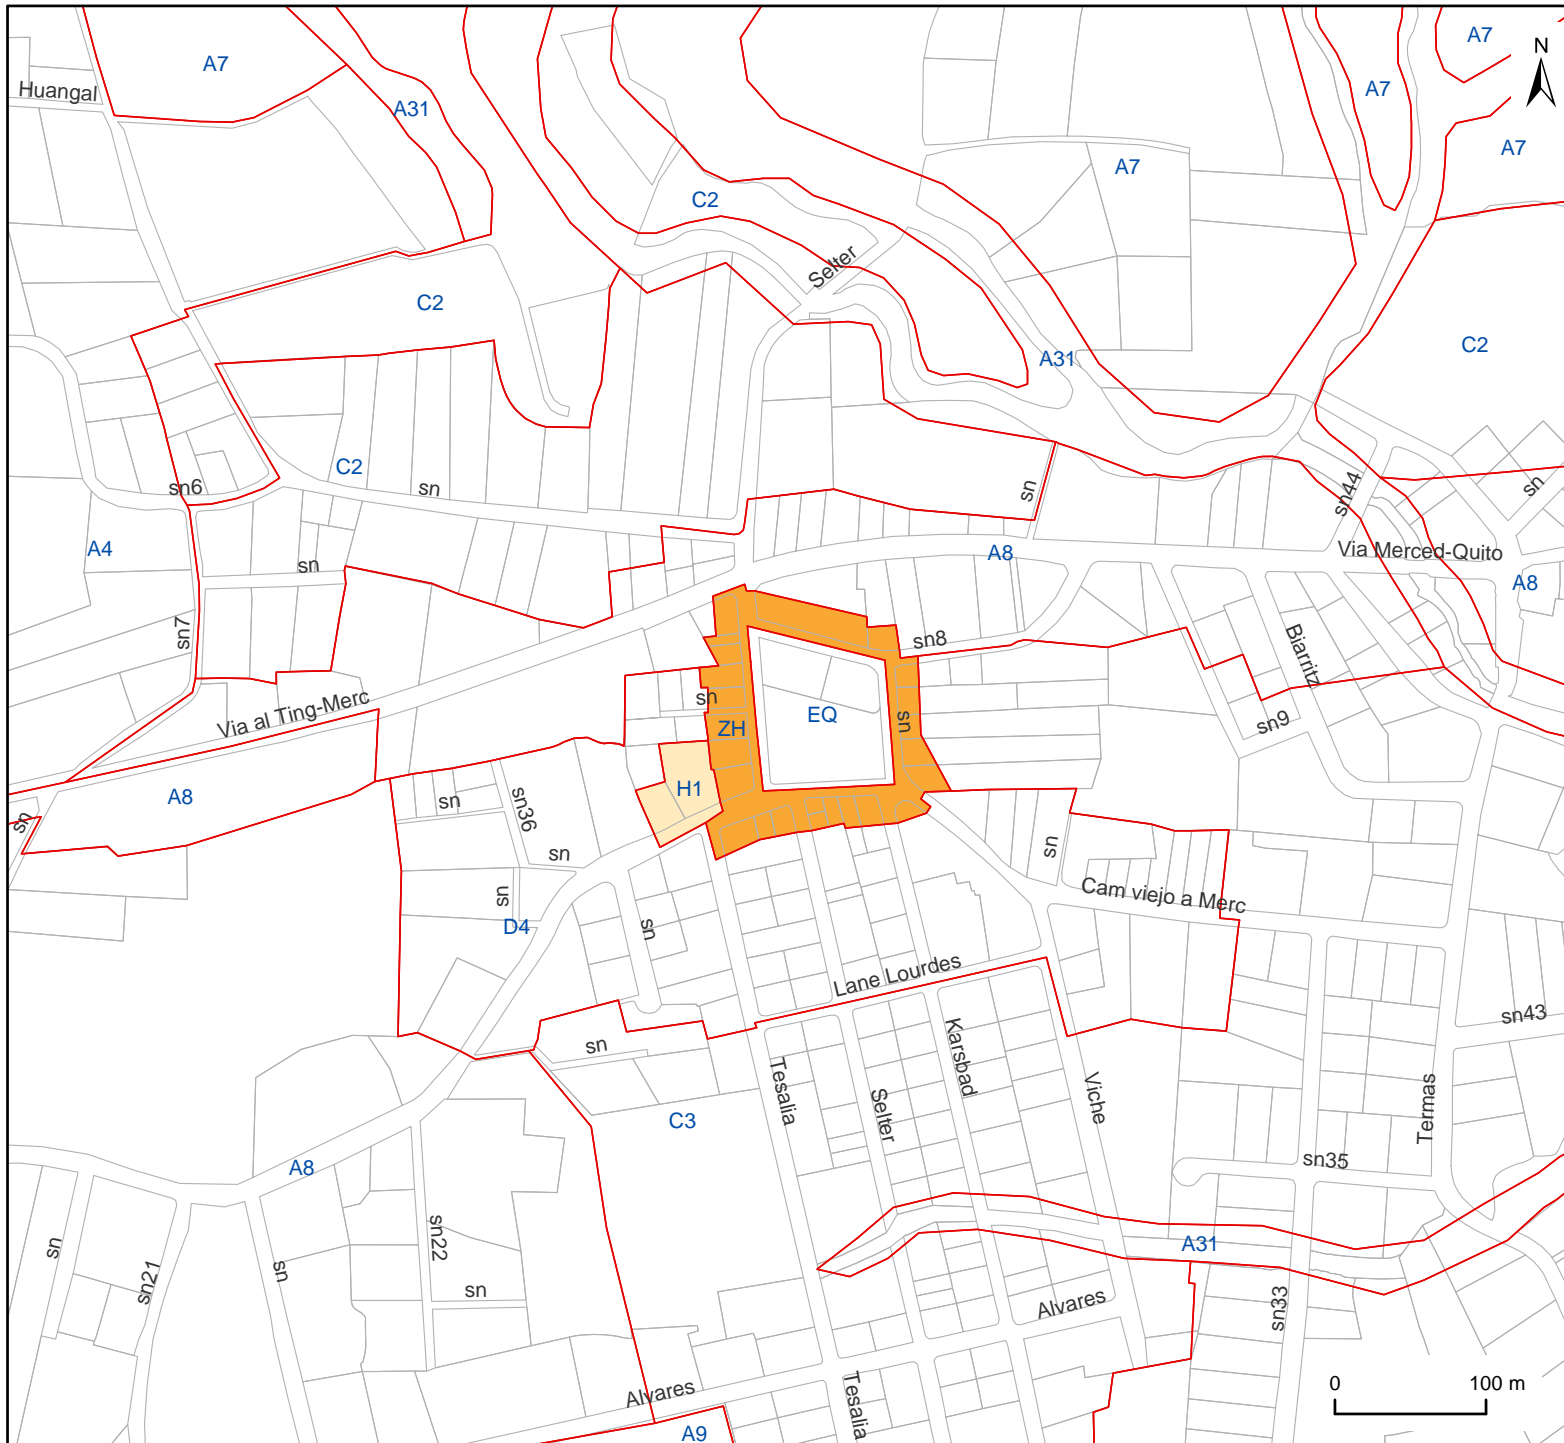 A7
A7
N
Huangal
A31
A7
A7
A7
C2
Selter
C2
C2
A31
C2
sn6
sn
sn
sn44
sn
A4
sn
A8
Via Merced-Quito
A8
sn7
sn8
Biarritz
Via al Ting-Merc
sn
ZH
EQ
sn
sn9
A8
sn
sn
sn36
H1
sn
sn
sn
Cam viejo a Merc
D4
sn
Lane Lourdes
sn43
sn
Karsbad
Tesalia
Selter
Viche
Termas
C3
A8
sn35
sn
sn22
A31
sn21
sn
sn
Alvares
sn33
0 100 m
Alvares
Tesalia
A9